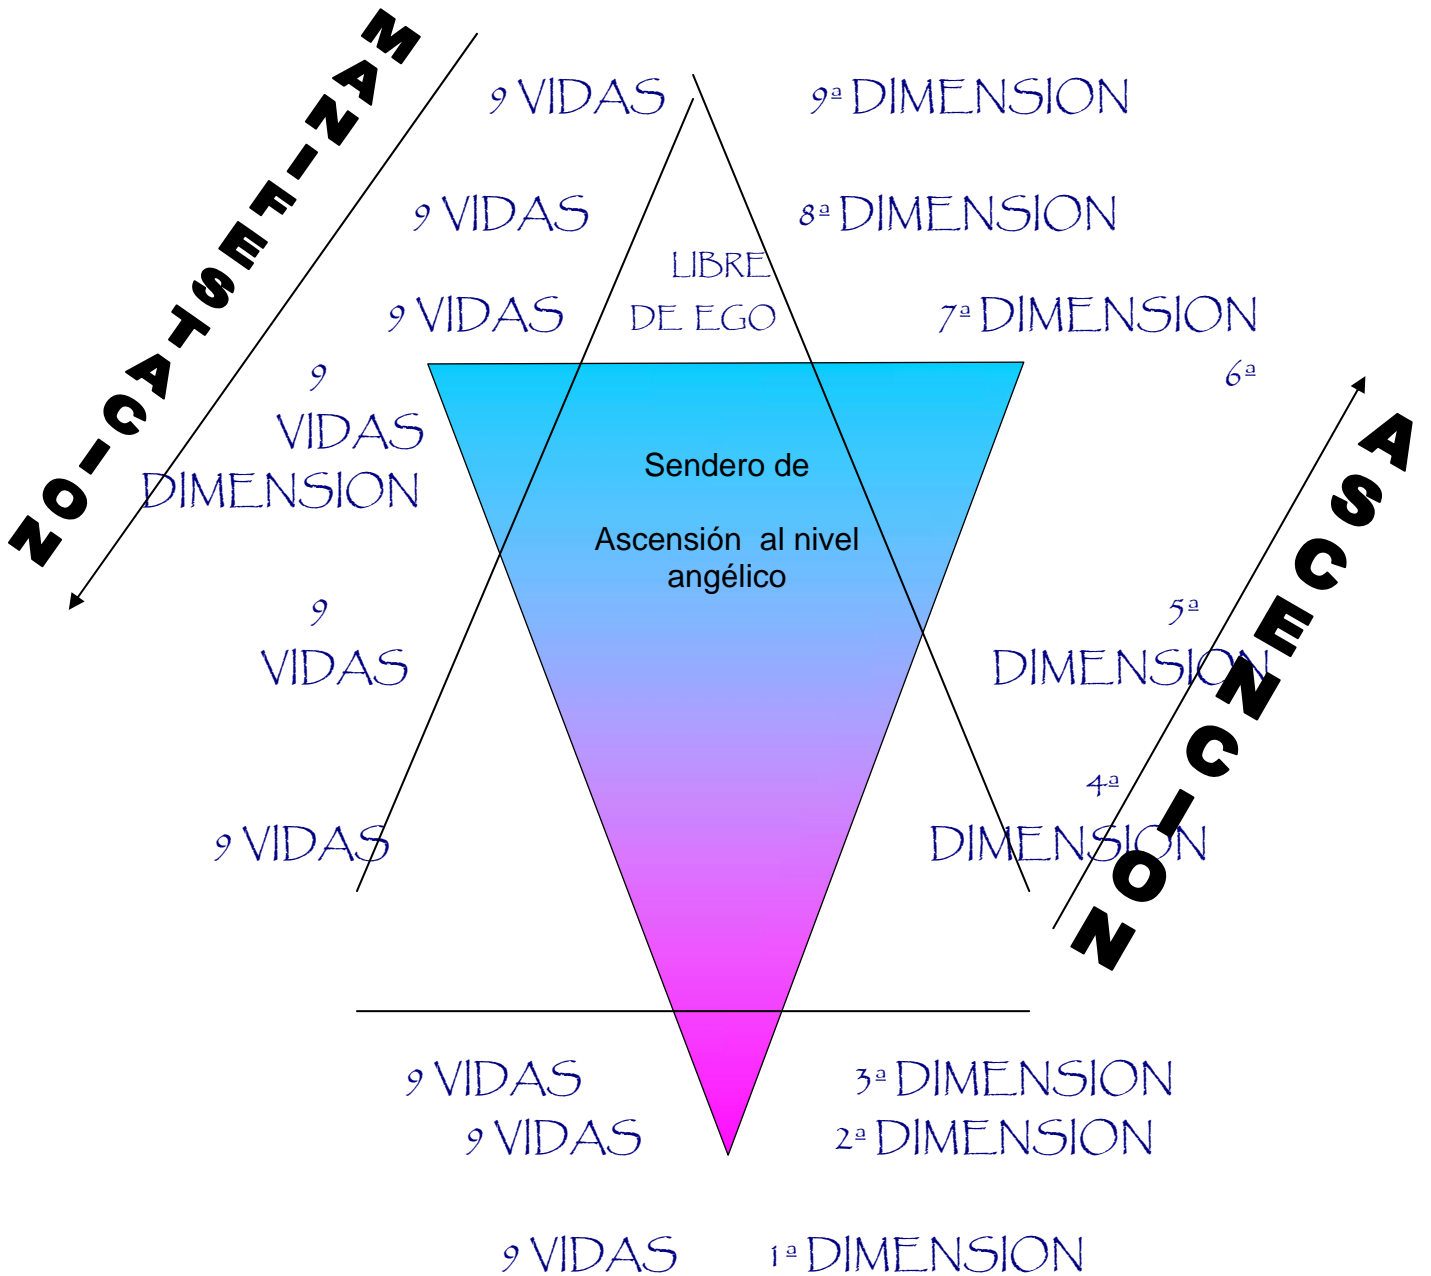 MANIFESTACION
9 VIDAS 9ª DIMENSION
9 VIDAS 8ª DIMENSION
LIBRE
DE EGO
9 VIDAS 7ª DIMENSION
9 6ª
VIDAS
DIMENSION
Sendero de
Ascensión al nivel
angélico
ASCENCION
9 5ª
VIDAS DIMENSION
4ª
9 VIDAS DIMENSION
9 VIDAS 3ª DIMENSION
9 VIDAS 2ª DIMENSION
9 VIDAS 1ª DIMENSION